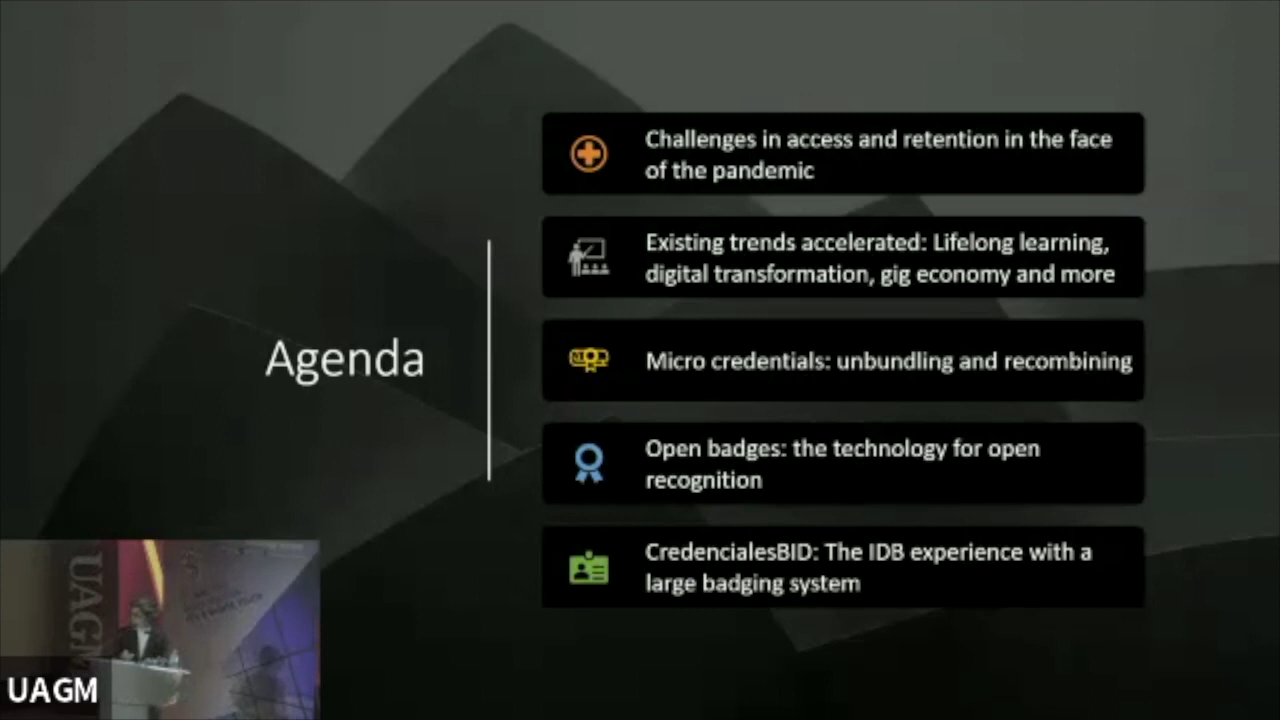 Agenda
Challenges in access and retention in the face
of the pandemic
Existing trends accelerated: Lifelong learning,
digital transformation, gig economy and more
Micro credentials: unbundling and recombining
Open badges: the technology for open
recognition
CredencialesBID: The IDB experience with a
large badging system
UAGM
UAGM